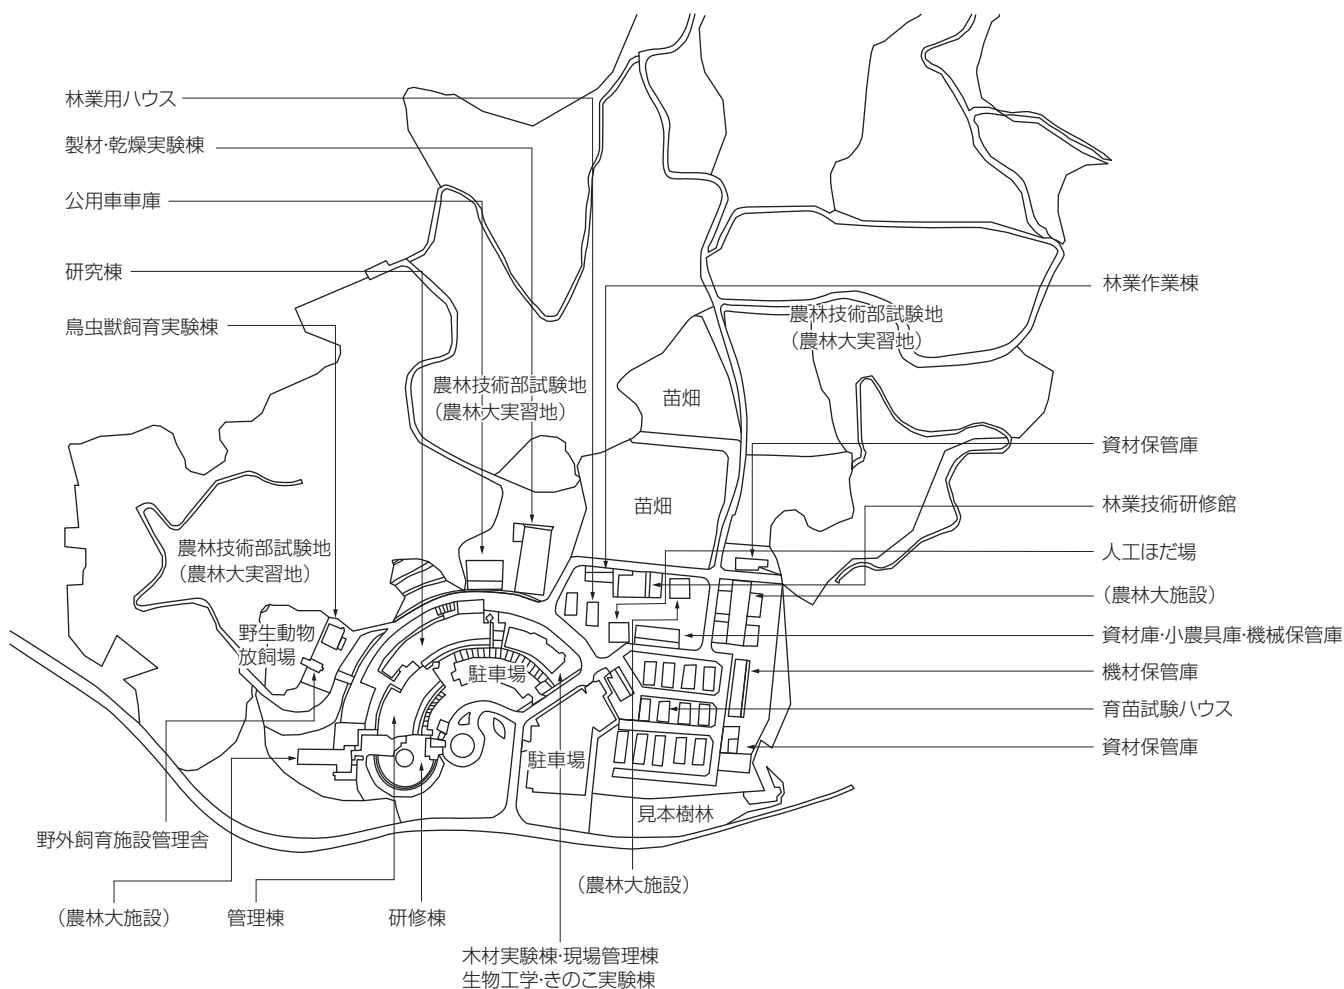 林業用ハウス
製材・乾燥実験棟
公用車車庫
研究棟
鳥虫獣飼育実験棟
林業作業棟
農林技術部試験地
（農林大実習地）
農林技術部試験地
（農林大実習地）
苗畑
資材保管庫
苗畑
林業技術研修館
人工ほだ場
農林技術部試験地
（農林大実習地）
（農林大施設）
野生動物
放飼場
資材庫・小農具庫・機械保管庫
駐車場
機材保管庫
育苗試験ハウス
資材保管庫
駐車場
見本樹林
野外飼育施設管理舎
（農林大施設）
（農林大施設）
管理棟
研修棟
木材実験棟・現場管理棟
生物工学・きのこ実験棟